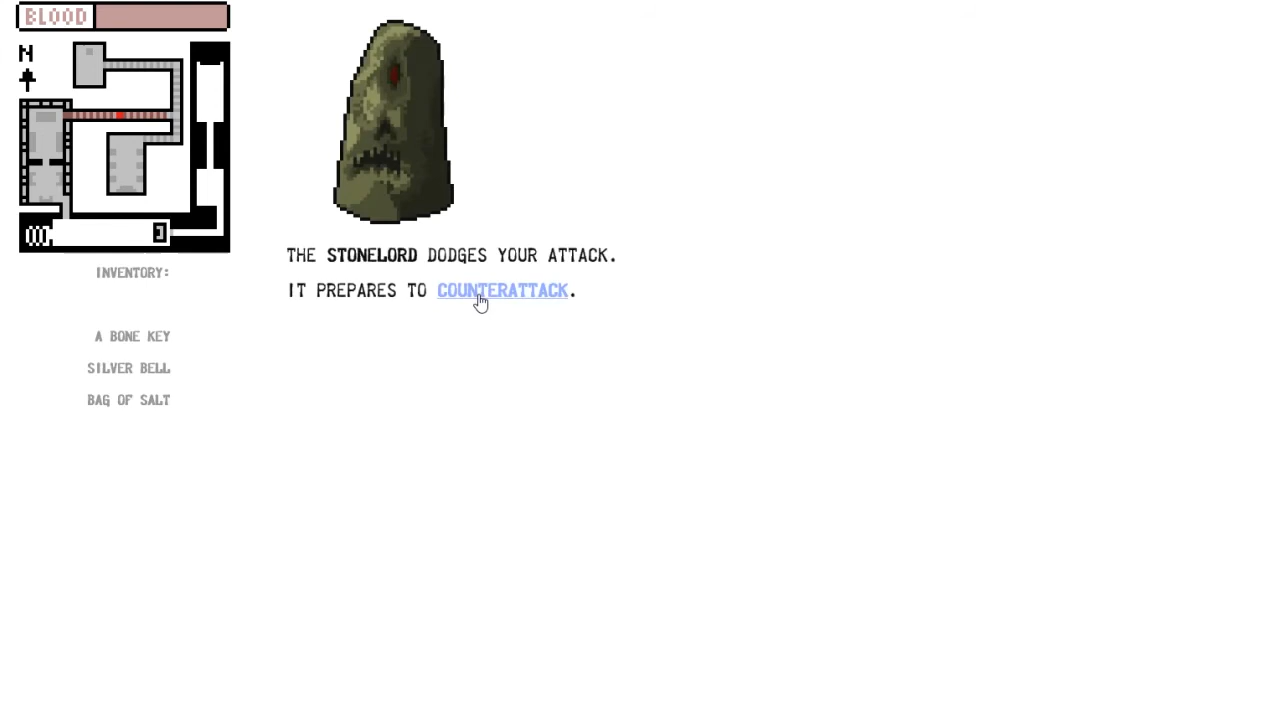 BLOOD
N
INVENTORY:
A BONE KEY
SILVER BELL
BAG OF SALT
THE STONELORD DODGES YOUR ATTACK.
IT PREPARES TO COUNTERATTACK.